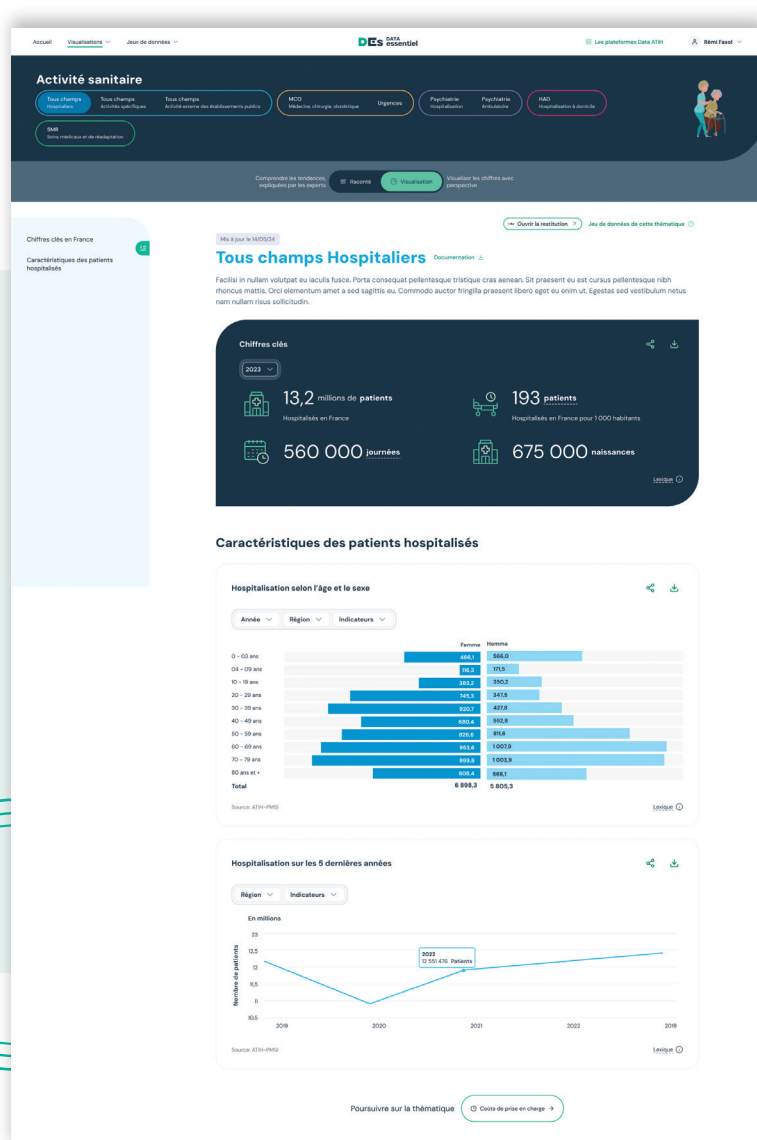 Accueil
Visualisations
Jeux de données
DEs DATA essentiel
Les plateformes Data ATIH
Rémi Fasol
Activité sanitaire
Tous champs
Hospitaliers
Tous champs
Activités spécifiques
Tous champs
Activité externe des établissements publics
MCO
Médecine, chirurgie, obstétrique
Urgences
Psychiatrie
Hospitalisation
Psychiatrie
Ambulatoire
HAD
Hospitalisation à domicile
SMR
Soins médicaux et de réadaptation
Comprendre les tendances,
expliquées par les experts
Raconté
Visualisation
Visualiser les chiffres avec
perspective
Chiffres clés en France
Caractéristiques des patients
hospitalisés
Ouvrir la restitution
Jeu de données de cette thématique
Mis à jour le 14/05/24
Tous champs Hospitaliers
Documentation
Facilisi in nullam volutpat eu iaculis fusce. Porta consequat pellentesque tristique cras aenean. Sit praesent eu est cursus pellentesque nibh
rhoncus mattis. Orci elementum amet a sed sagittis eu. Commodo auctor fringilla praesent libero eget eu enim ut. Egestas sed vestibulum netus
nam nullam risus sollicitudin.
Chiffres clés
2023
13,2 millions de patients
Hospitalisés en France
193 patients
Hospitalisés en France pour 1 000 habitants
560 000 journées
675 000 naissances
Lexique
Caractéristiques des patients hospitalisés
Hospitalisation selon l'âge et le sexe
Année
Région
Indicateurs
Femme Homme
0 - 03 ans 466,1 566,0
04 - 09 ans 116,3 171,5
10 - 19 ans 383,2 350,2
20 - 29 ans 745,3 347,9
30 - 39 ans 920,7 427,8
40 - 49 ans 680,4 552,8
50 - 59 ans 826,6 811,6
60 - 69 ans 953,6 1 007,9
70 - 79 ans 999,8 1 003,9
80 ans et + 806,4 566,1
Total 6 898,3 5 805,3
Source: ATIH-PMSI
Lexique
Hospitalisation sur les 5 dernières années
Région
Indicateurs
En millions
Nombre de patients
23
12,5
12
11,5
11
10,5
2022
12 551 476 Patients
2019 2020 2021 2022 2019
Source: ATIH-PMSI
Lexique
Poursuivre sur la thématique
Coûts de prise en charge